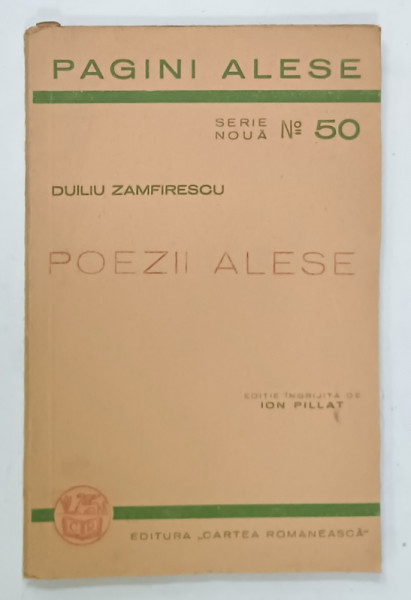 PAGINI ALESE
SERIE NOUĂ Nº 50
DUILIU ZAMFIRESCU
POEZII ALESE
EDIȚIE ÎNGRIJITĂ DE
ION PILLAT
EDITURA „CARTEA ROMÂNEASCĂ"